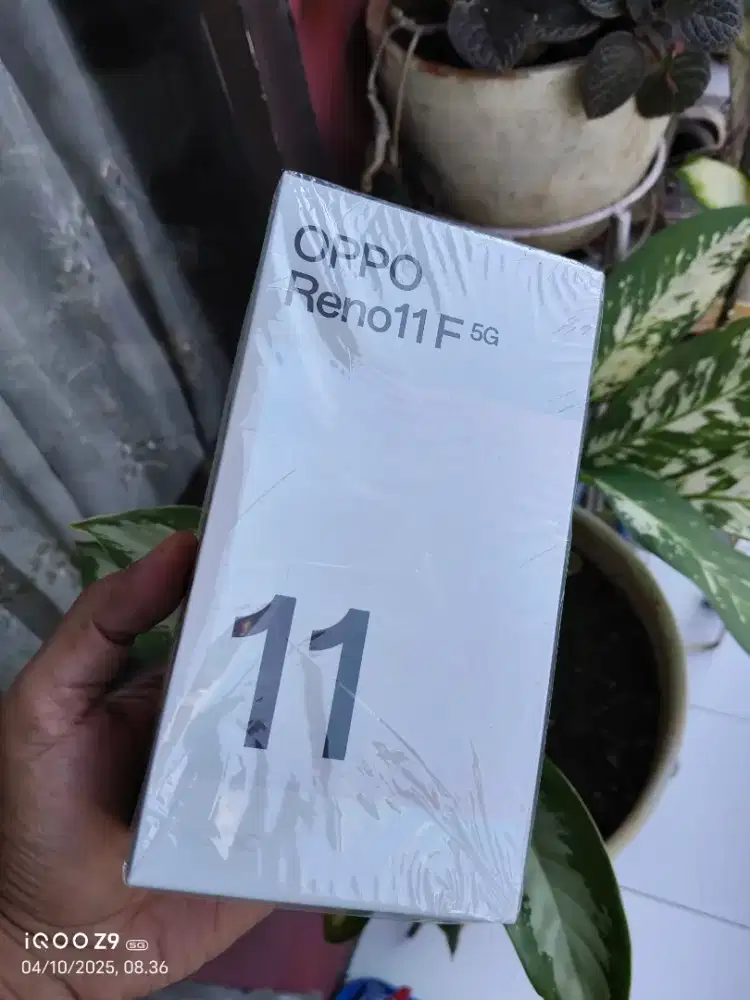 OPPO
Reno11 F 5G
11
iQOO Z9 5G
04/10/2025, 08.36